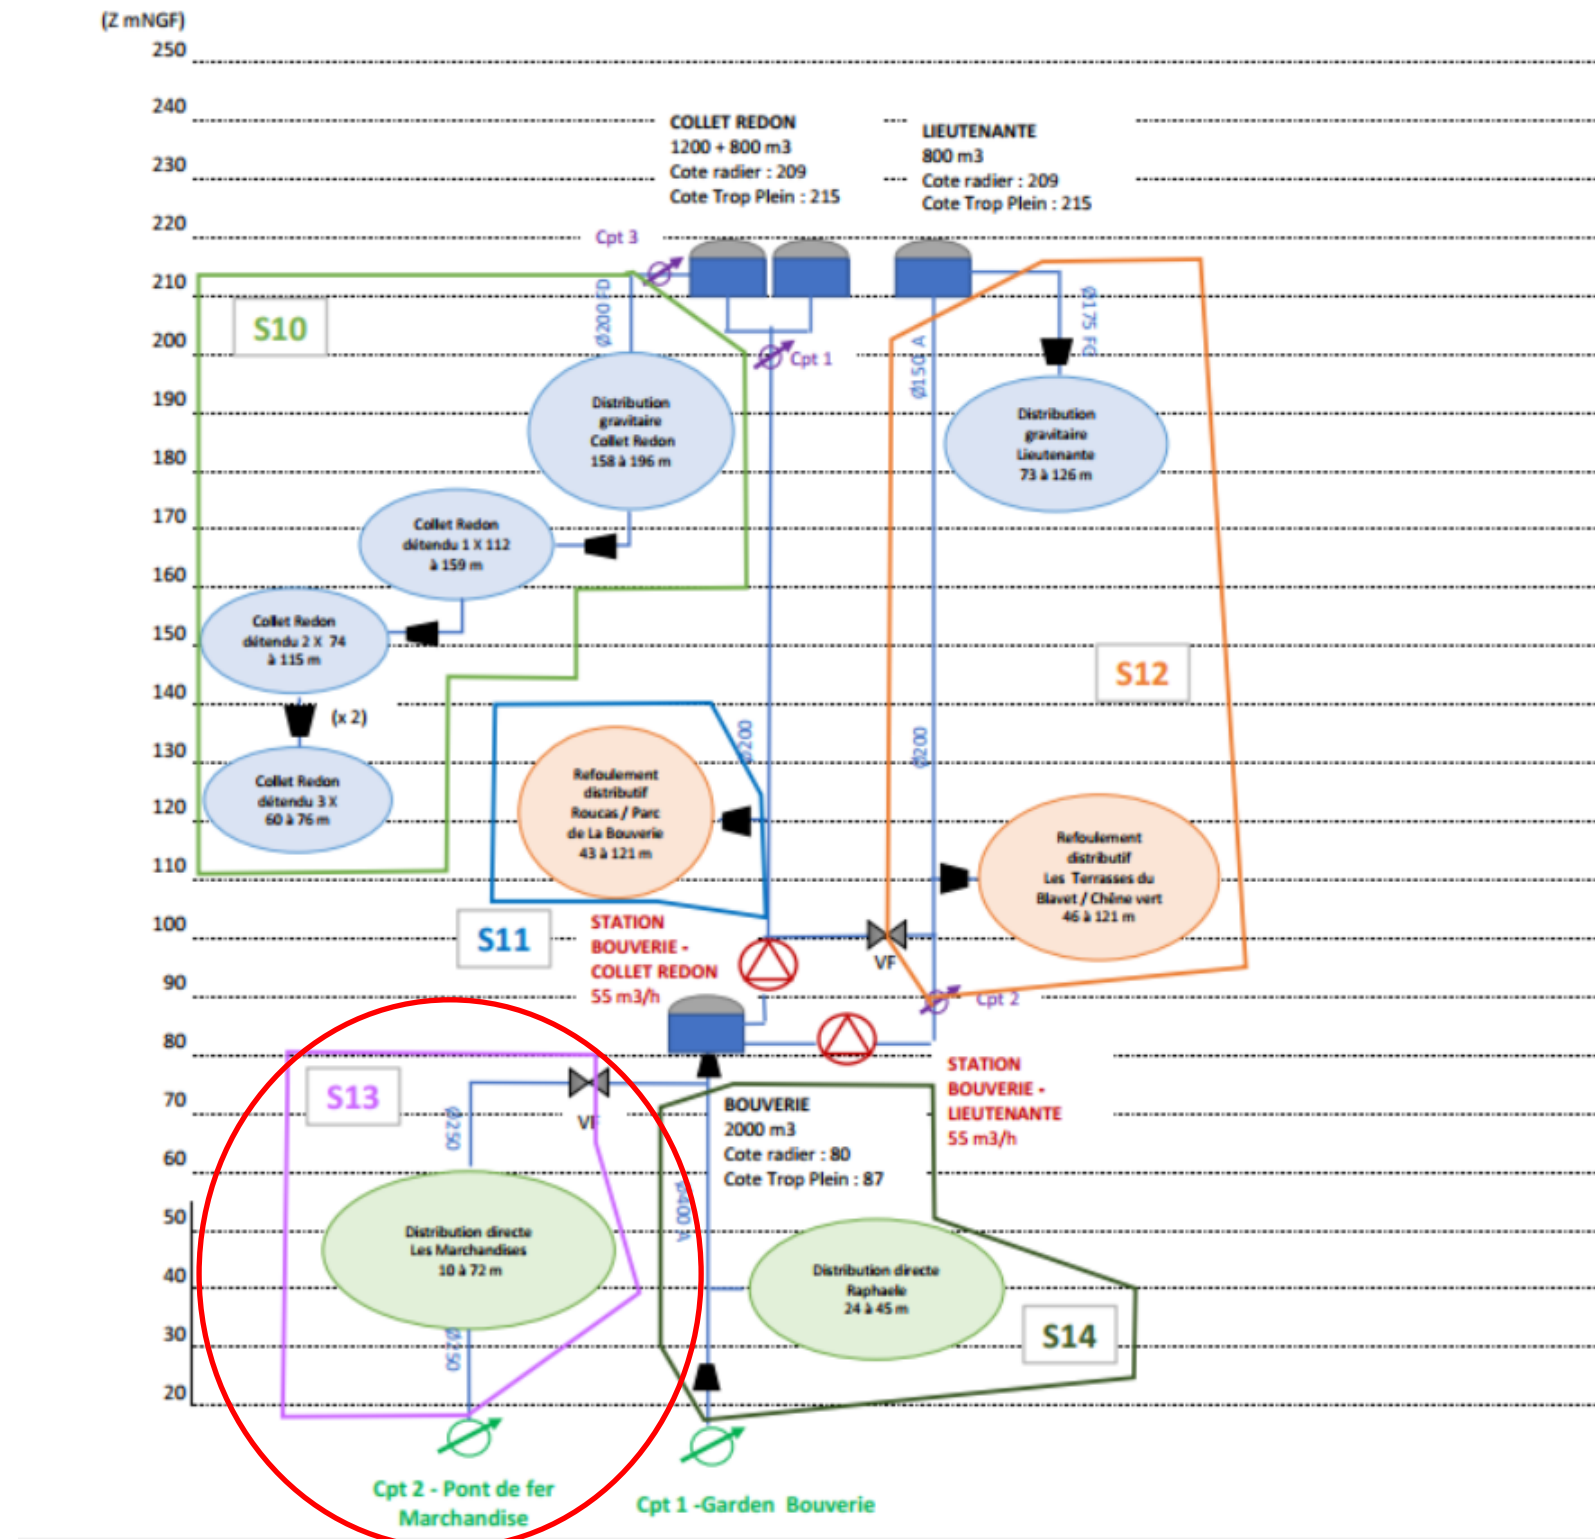 (Z mNGF)
250
240
230
220
210
200
190
180
170
160
150
140
130
120
110
100
90
80
70
60
50
40
30
20
COLLET REDON
1200 + 800 m3
Cote radier : 209
Cote Trop Plein : 215
LIEUTENANTE
800 m3
Cote radier : 209
Cote Trop Plein : 215
Cpt 3
S10
Ø200 FD
Cpt 1
Ø150 A
Ø175 FG
Distribution
gravitaire
Collet Redon
158 à 196 m
Distribution
gravitaire
Lieutenante
73 à 126 m
Collet Redon
détendu 1 X 112
à 159 m
Collet Redon
détendu 2 X 74
à 115 m
S12
(x 2)
Ø200
Ø200
Collet Redon
détendu 3 X
60 à 76 m
Refoulement
distributif
Roucas / Parc
de La Bouverie
43 à 121 m
Refoulement
distributif
Les Terrasses du
Blavet / Chêne vert
46 à 121 m
S11
STATION
BOUVERIE -
COLLET REDON
55 m3/h
VF
Cpt 2
STATION
BOUVERIE -
LIEUTENANTE
55 m3/h
S13
VF
Ø250
BOUVERIE
2000 m3
Cote radier : 80
Cote Trop Plein : 87
Ø400 A
Distribution directe
Les Marchandises
10 à 72 m
Distribution directe
Raphaele
24 à 45 m
S14
Ø250
Cpt 2 - Pont de fer
Marchandise
Cpt 1 -Garden Bouverie